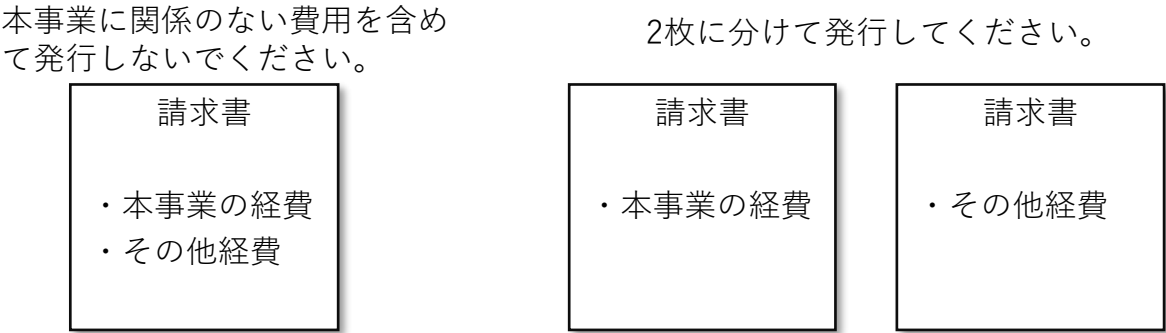 本事業に関係のない費用を含め
て発行しないでください。
請求書
・本事業の経費
・その他経費
2枚に分けて発行してください。
請求書
・本事業の経費
請求書
・その他経費